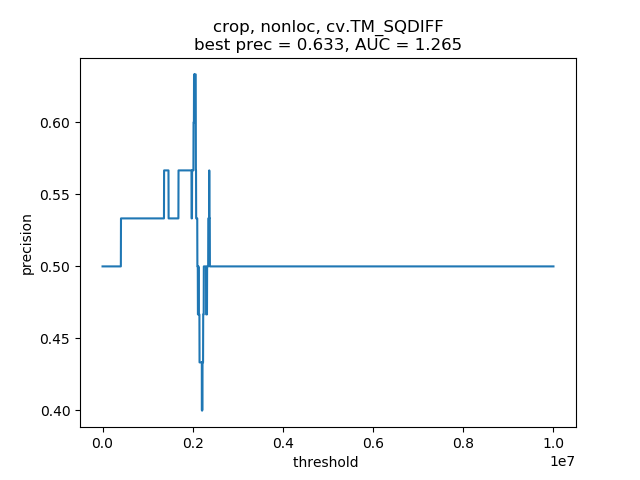 crop, nonloc, cv.TM_SQDIFF
best prec = 0.633, AUC = 1.265
precision
0.60
0.55
0.50
0.45
0.40
0.0 0.2 0.4 0.6 0.8 1.0
1e7
threshold